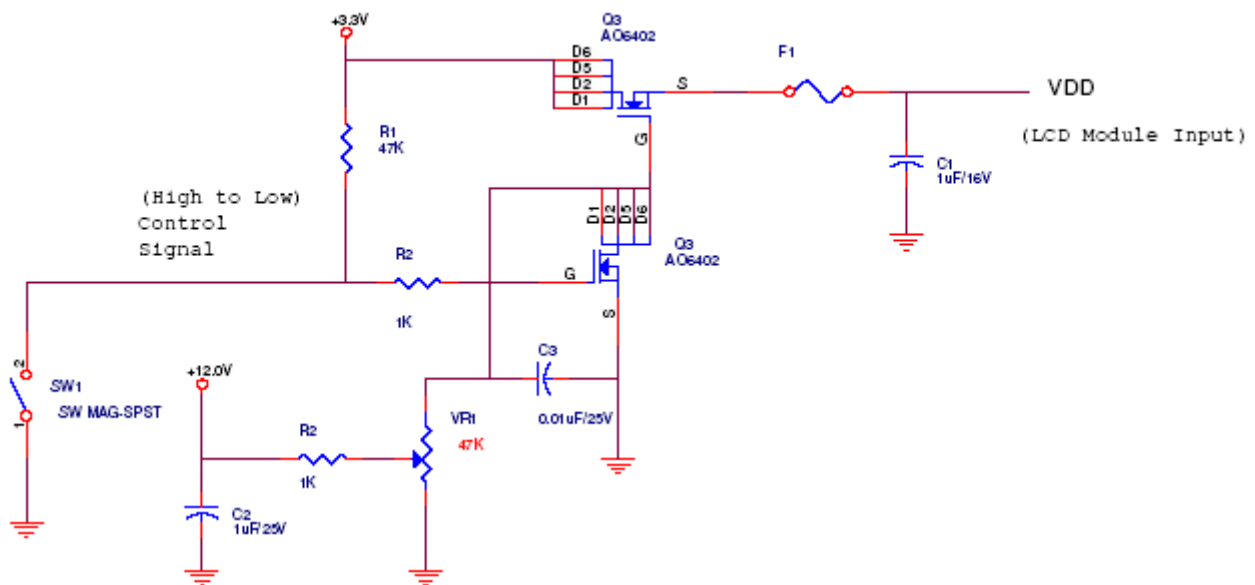 +3.3V
Q3
AO6402
D6
D5
D2
D1
S
G
F1
VDD
(LCD Module Input)
C1
1uF/16V
R1
47K
(High to Low)
Control
Signal
D1
D2
D5
D6
Q3
AO6402
R2
1K
G
S
2
1
SW1
SW MAG-SPST
+12.0V
C3
0.01uF/25V
VR1
47K
R2
1K
C2
1uF/25V